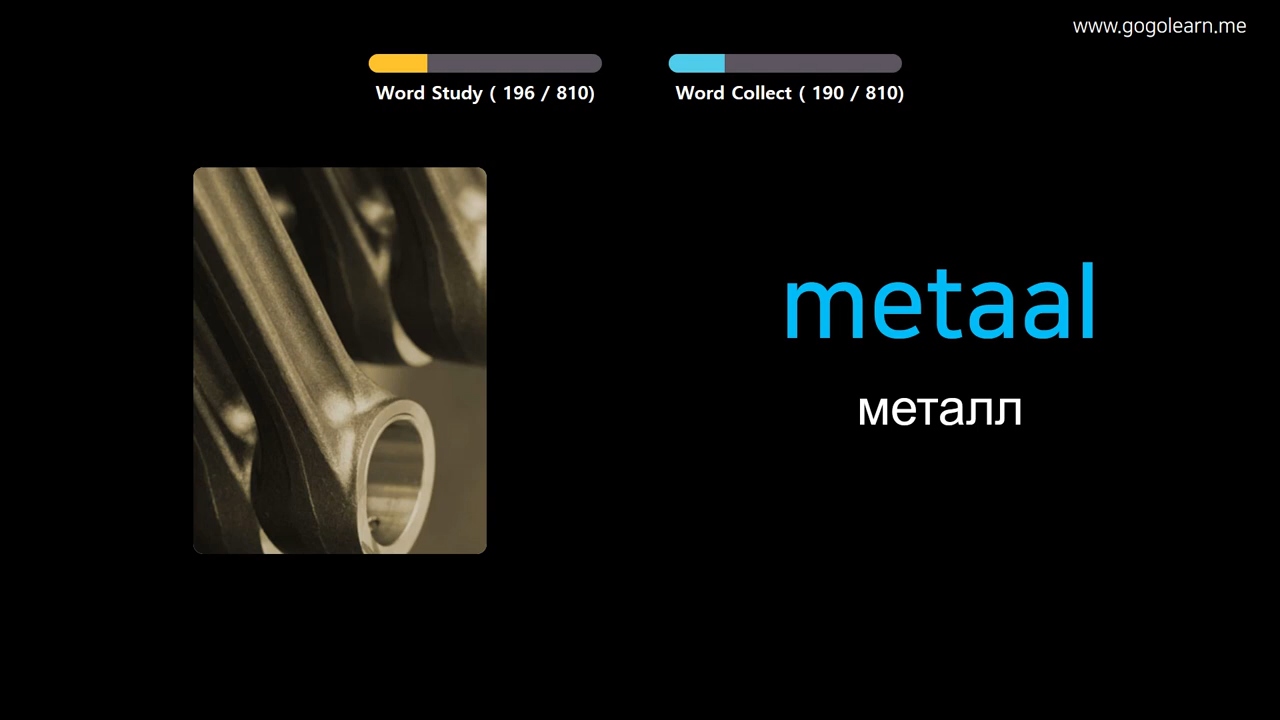 www.gogolearn.me
Word Study ( 196 / 810)
Word Collect ( 190 / 810)
metaal
металл